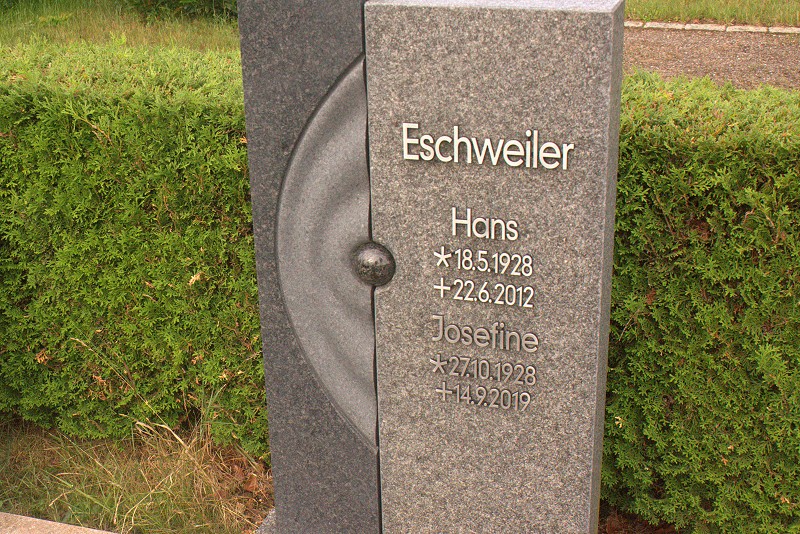 Eschweiler
Hans
*18.5.1928
+22.6.2012
Josefine
*27.10.1928
+14.9.2019